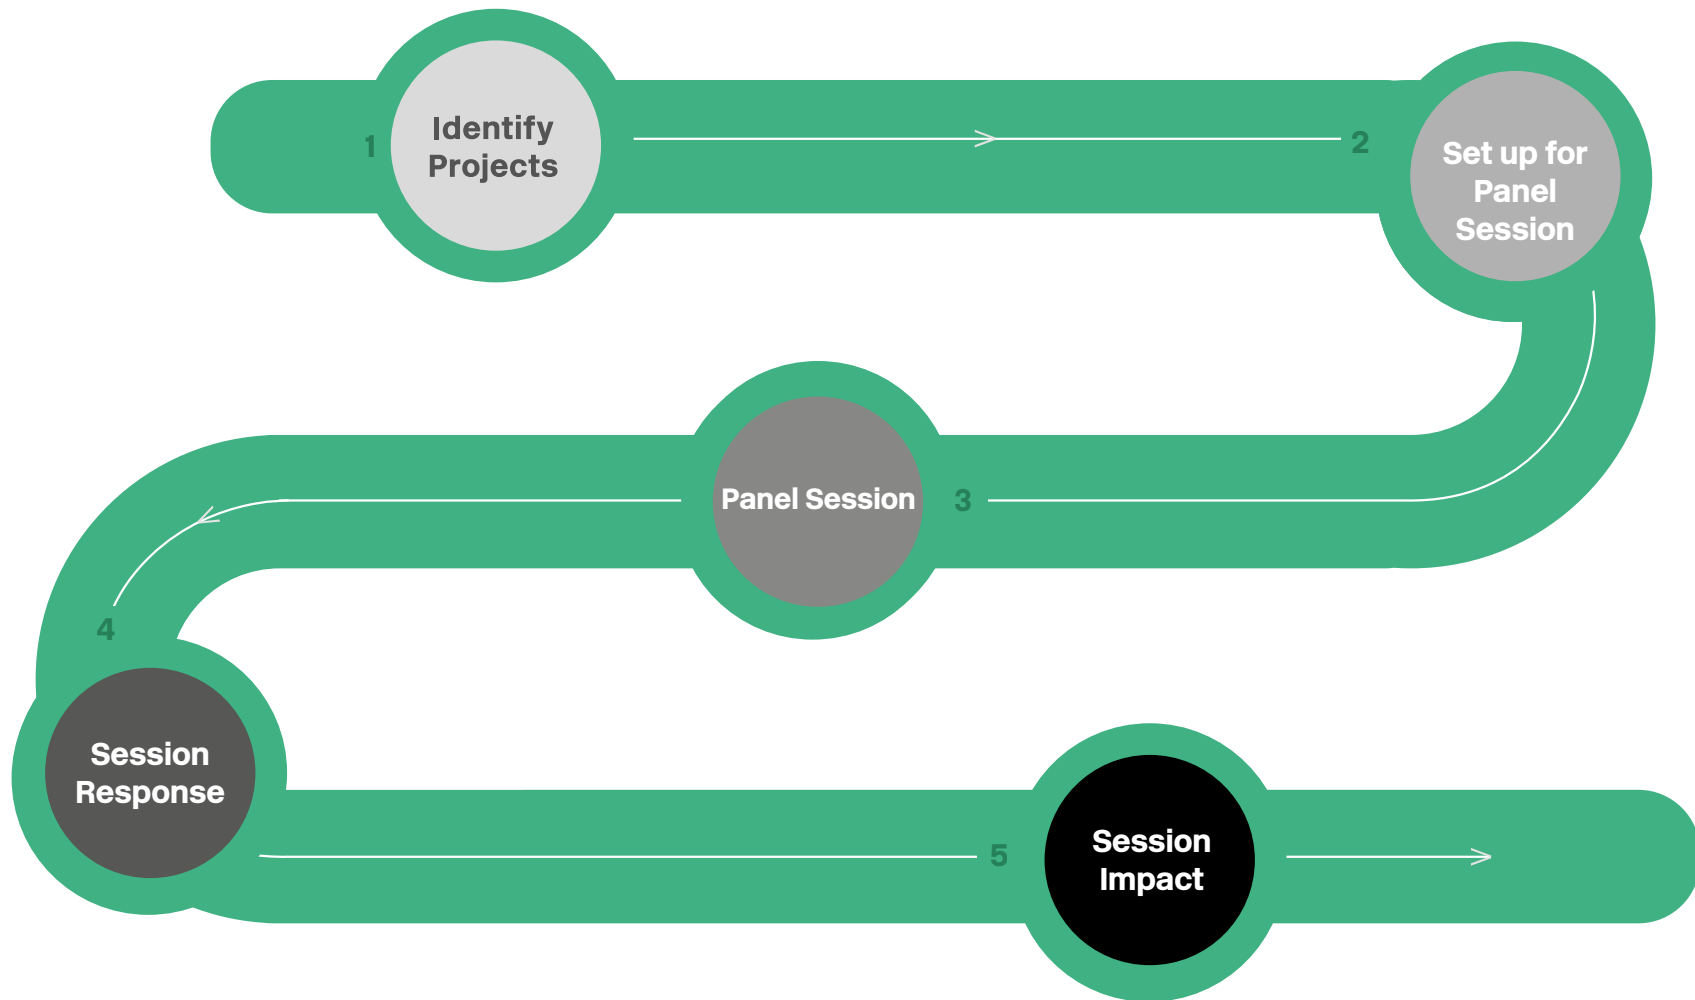 1
Identify
Projects
2
Set up for
Panel
Session
3
Panel Session
4
Session
Response
5
Session
Impact